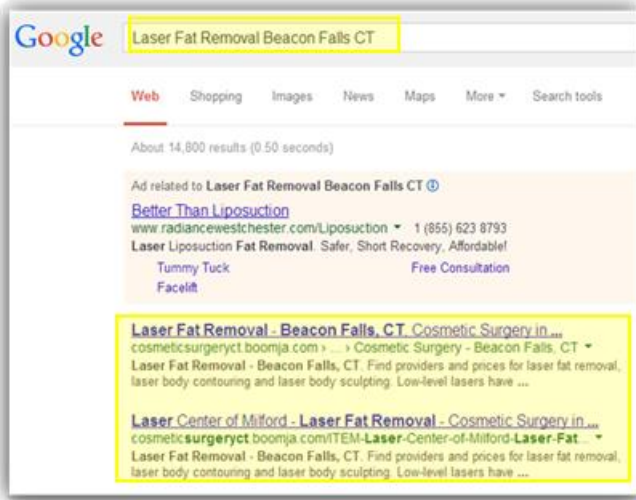 Google Laser Fat Removal Beacon Falls CT
Web Shopping Images News Maps More Search tools
About 14,800 results (0.50 seconds)
Ad related to Laser Fat Removal Beacon Falls CT
Better Than Liposuction
www.radiancewestchester.com/Liposuction 1 (855) 623 8793
Laser Liposuction Fat Removal. Safer, Short Recovery, Affordable!
Tummy Tuck Free Consultation
Facelift
Laser Fat Removal - Beacon Falls, CT. Cosmetic Surgery in ...
cosmeticsurgeryct.boomja.com › ... › Cosmetic Surgery - Beacon Falls, CT
Laser Fat Removal - Beacon Falls, CT. Find providers and prices for laser fat removal,
laser body contouring and laser body sculpting. Low-level lasers have ...
Laser Center of Milford - Laser Fat Removal - Cosmetic Surgery in ...
cosmeticsurgeryct.boomja.com/ITEM-Laser-Center-of-Milford-Laser-Fat...
Laser Fat Removal - Beacon Falls, CT. Find providers and prices for laser fat removal,
laser body contouring and laser body sculpting. Low-level lasers have ...